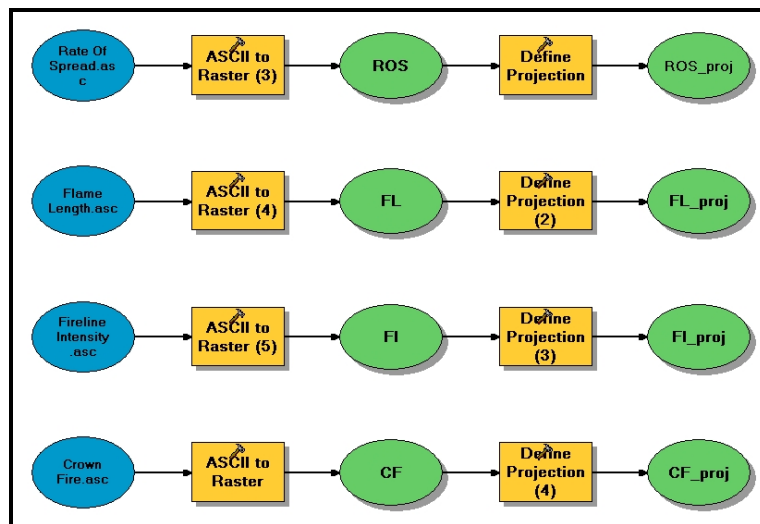 Rate Of
Spread.as
c
ASCII to
Raster (3)
ROS
Define
Projection
ROS_proj
Flame
Length.asc
ASCII to
Raster (4)
FL
Define
Projection
(2)
FL_proj
Fireline
Intensity
.asc
ASCII to
Raster (5)
FI
Define
Projection
(3)
FI_proj
Crown
Fire.asc
ASCII to
Raster
CF
Define
Projection
(4)
CF_proj